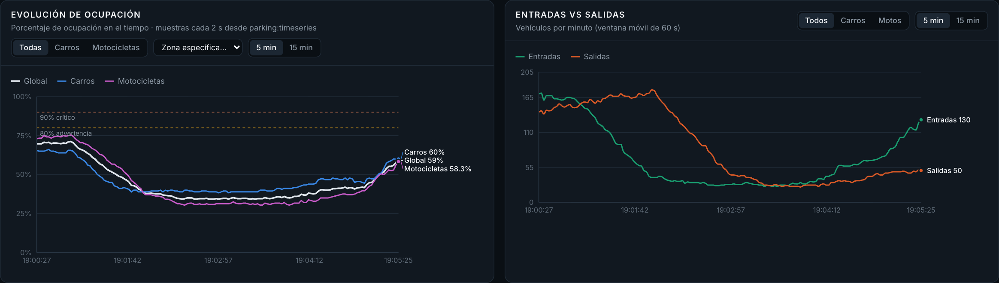 EVOLUCIÓN DE OCUPACIÓN
Porcentaje de ocupación en el tiempo · muestras cada 2 s desde parking:timeseries
Todas Carros Motocicletas Zona específica... 5 min 15 min
Global Carros Motocicletas
100%
90% crítico
80% advertencia
75%
50%
25%
0%
Carros 60%
Global 59%
Motocicletas 58.3%
19:00:27 19:01:42 19:02:57 19:04:12 19:05:25
ENTRADAS VS SALIDAS
Vehículos por minuto (ventana móvil de 60 s)
Todos Carros Motos 5 min 15 min
Entradas Salidas
205
165
110
55
0
Entradas 130
Salidas 50
19:00:27 19:01:42 19:02:57 19:04:12 19:05:25